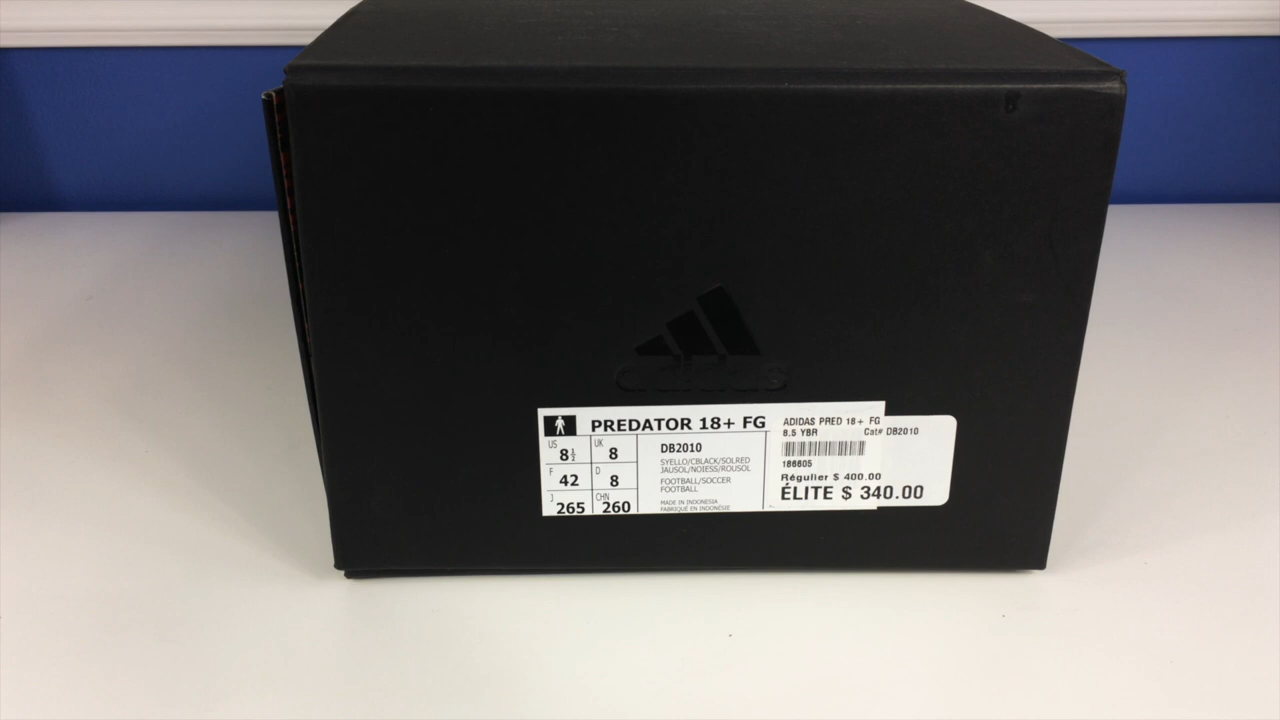 adidas
PREDATOR 18+ FG
US 8½ UK 8
F 42 D 8
J 265 CHN 260
DB2010
SYELLO/CBLACK/SOLRED
JAUSOL/NOIESS/ROUSOL
FOOTBALL/SOCCER
FOOTBALL
MADE IN INDONESIA
FABRIQUÉ EN INDONÉSIE
ADIDAS PRED 18+ FG
8.5 YBR Cat# DB2010
186605
Régulier $ 400.00
ÉLITE $ 340.00